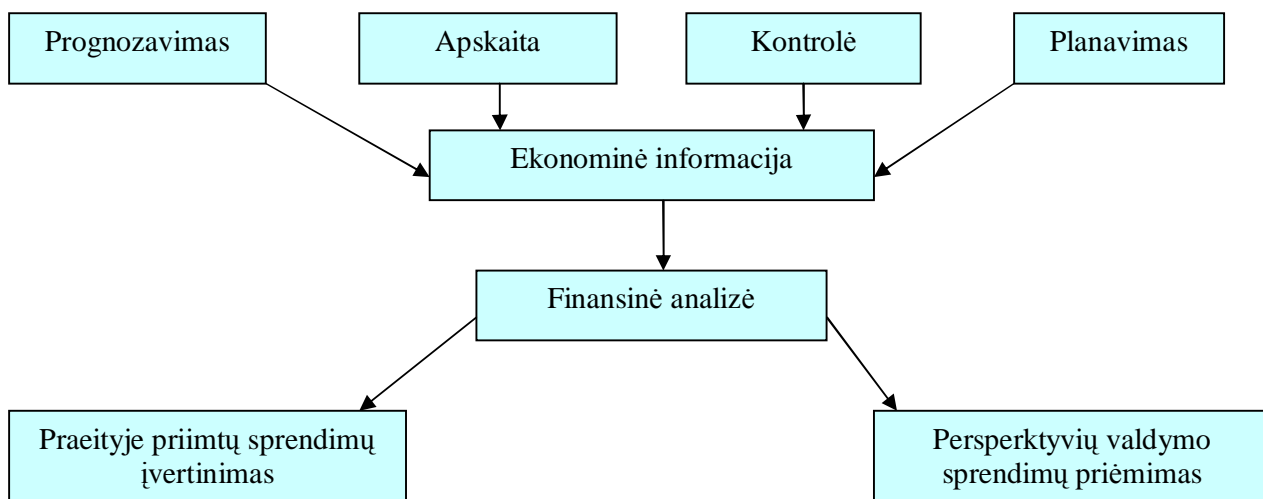 Prognozavimas
Apskaita
Kontrolė
Planavimas
Ekonominė informacija
Finansinė analizė
Praeityje priimtų sprendimų
įvertinimas
Persperktyvių valdymo
sprendimų priėmimas